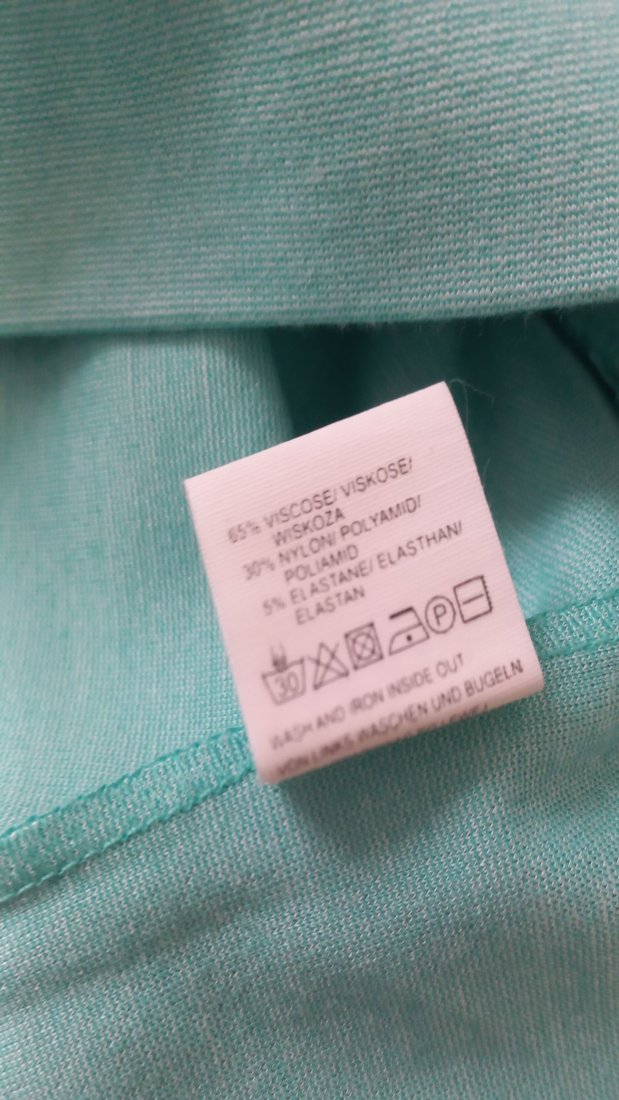 65% VISCOSE/ VISKOSE/
WISKOZA
30% NYLON/ POLYAMID/
POLIAMID
5% ELASTANE/ ELASTHAN/
ELASTAN
30 P
WASH AND IRON INSIDE OUT
VON LINKS WASCHEN UND BUGELN